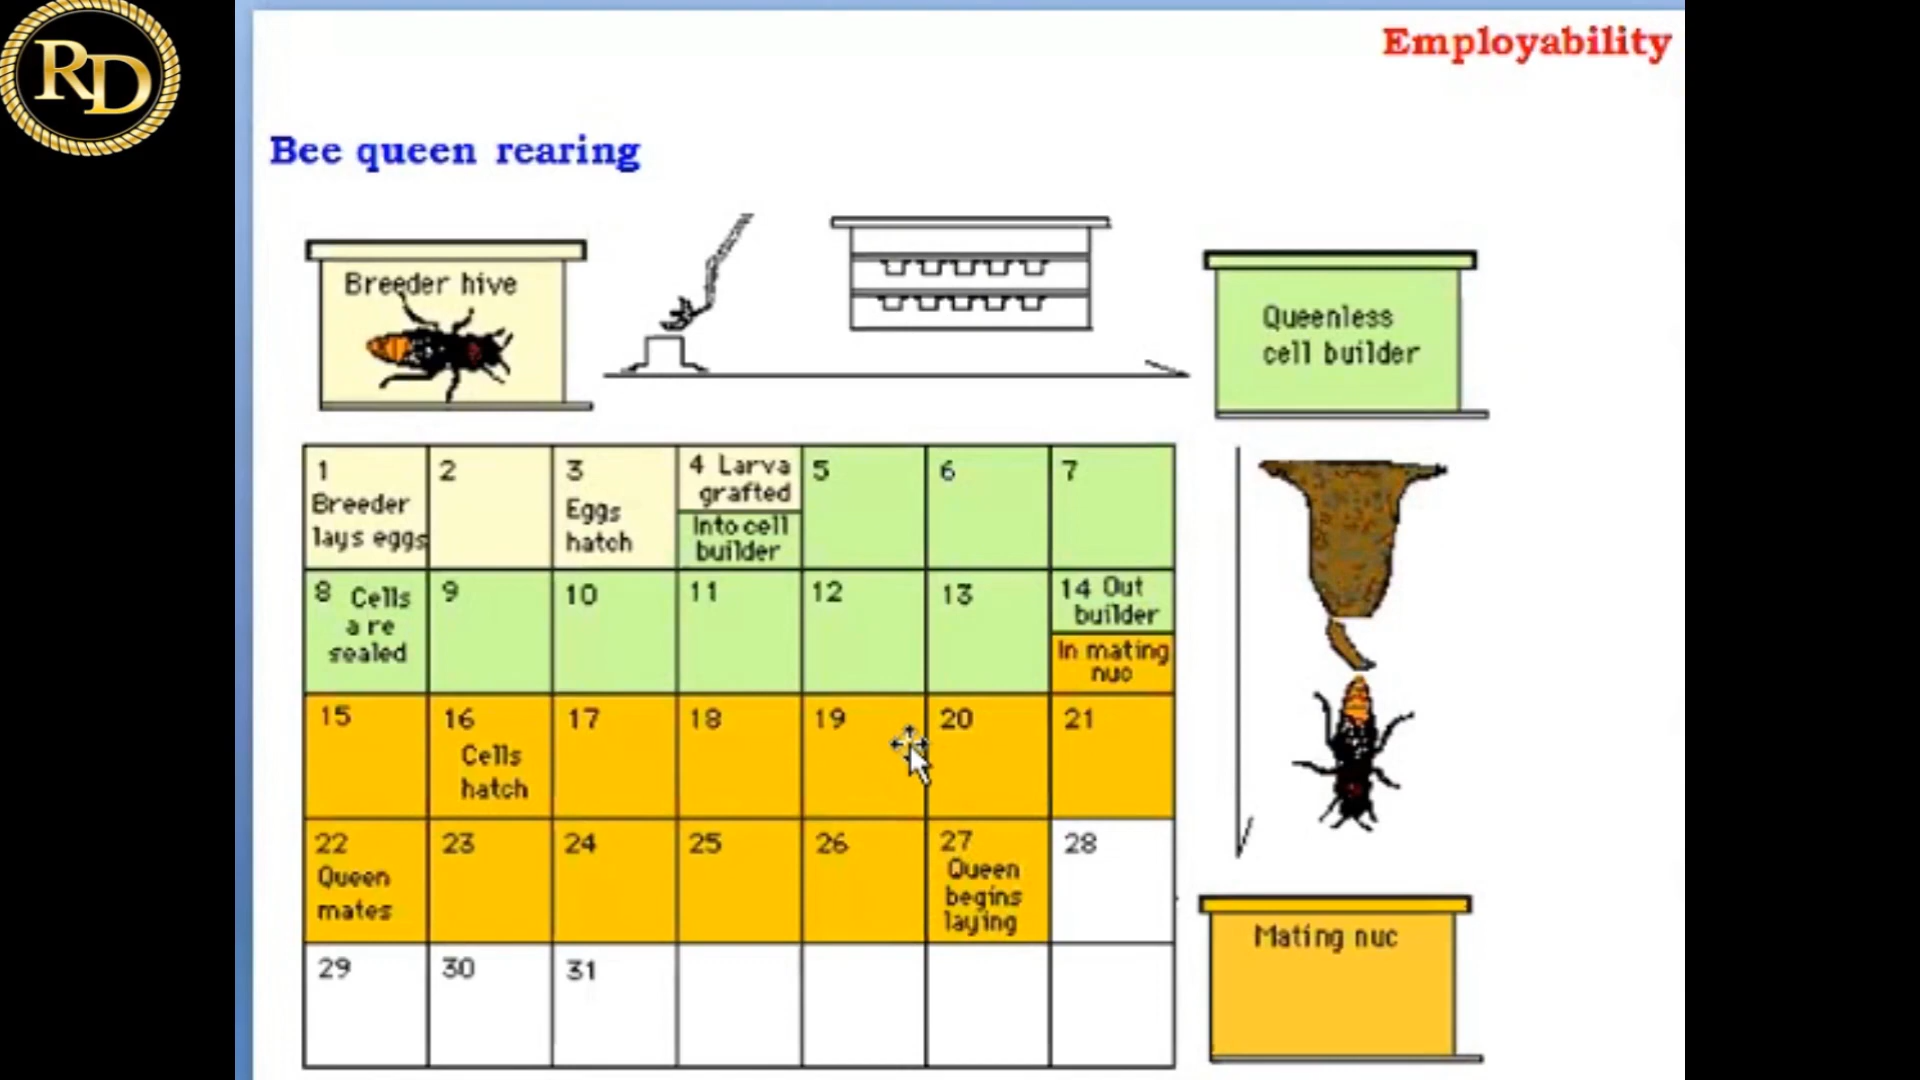 RD
Employability
Bee queen rearing
Breeder hive
Queenless
cell builder
1
Breeder
lays eggs
2
3
Eggs
hatch
4 Larva
grafted
Into cell
builder
5
6
7
8 Cells
are
sealed
9
10
11
12
13
14 Out
builder
In mating
nuc
15
16
Cells
hatch
17
18
19
20
21
22
Queen
mates
23
24
25
26
27
Queen
begins
laying
28
29
30
31
Mating nuc